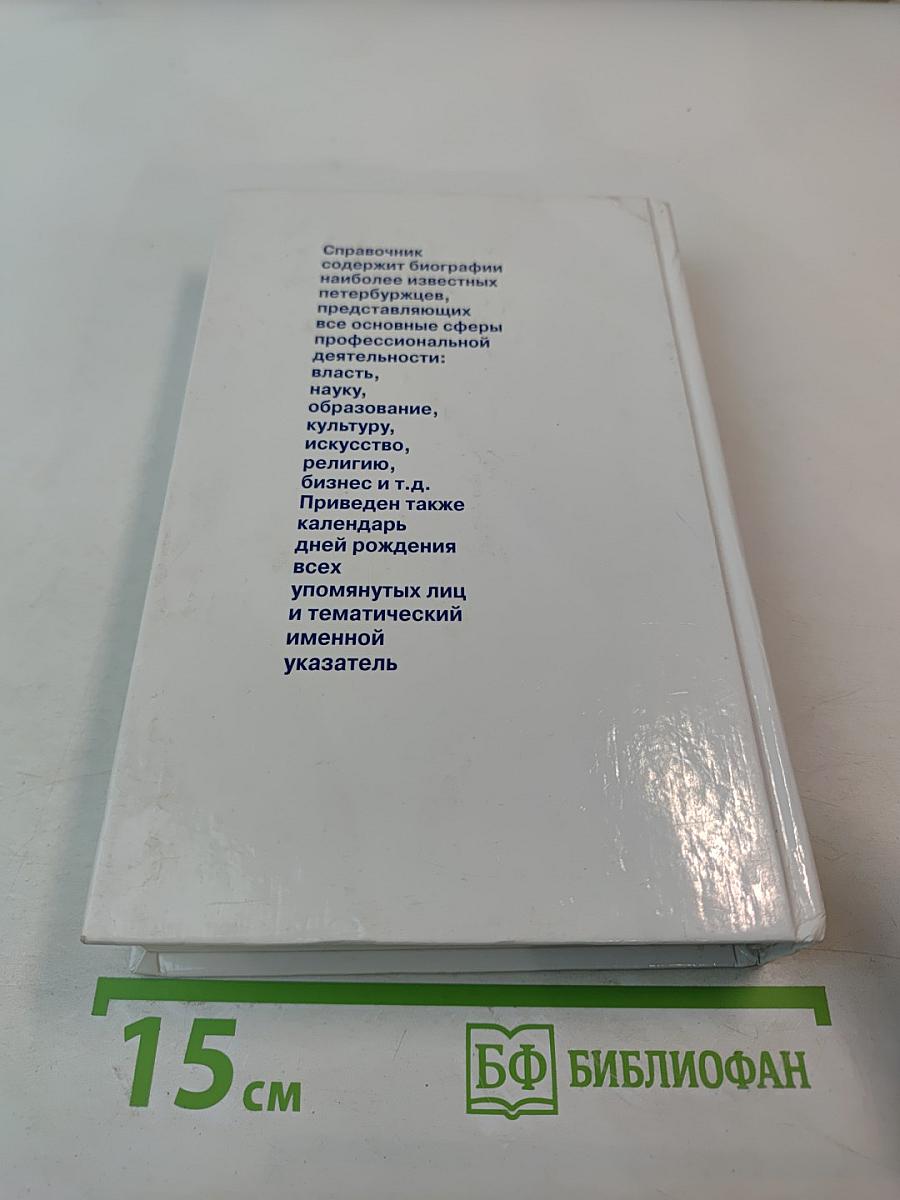 Справочник
содержит биографии
наиболее известных
петербуржцев,
представляющих
все основные сферы
профессиональной
деятельности:
власть,
науку,
образование,
культуру,
искусство,
религию,
бизнес и т.д.
Приведен также
календарь
дней рождения
всех
упомянутых лиц
и тематический
именной
указатель
15 см
БФ БИБЛИОФАН